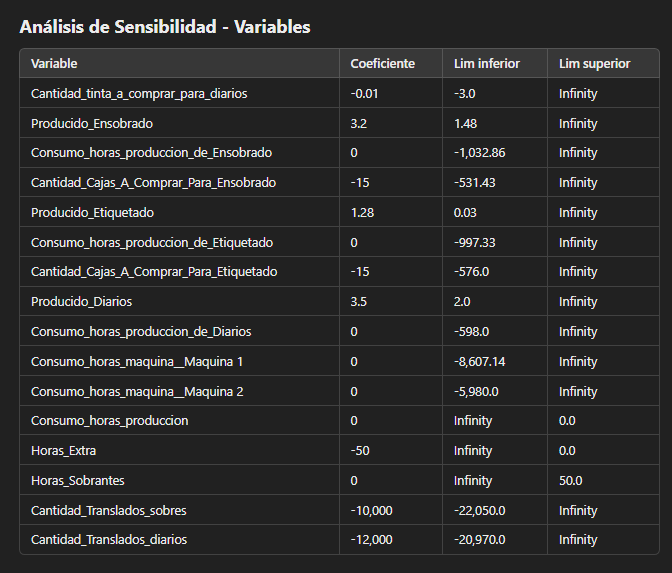 Análisis de Sensibilidad - Variables
Variable Coeficiente Lim inferior Lim superior
Cantidad_tinta_a_comprar_para_diarios -0.01 -3.0 Infinity
Producido_Ensobrado 3.2 1.48 Infinity
Consumo_horas_produccion_de_Ensobrado 0 -1,032.86 Infinity
Cantidad_Cajas_A_Comprar_Para_Ensobrado -15 -531.43 Infinity
Producido_Etiquetado 1.28 0.03 Infinity
Consumo_horas_produccion_de_Etiquetado 0 -997.33 Infinity
Cantidad_Cajas_A_Comprar_Para_Etiquetado -15 -576.0 Infinity
Producido_Diarios 3.5 2.0 Infinity
Consumo_horas_produccion_de_Diarios 0 -598.0 Infinity
Consumo_horas_maquina__Maquina 1 0 -8,607.14 Infinity
Consumo_horas_maquina__Maquina 2 0 -5,980.0 Infinity
Consumo_horas_produccion 0 Infinity 0.0
Horas_Extra -50 Infinity 0.0
Horas_Sobrantes 0 Infinity 50.0
Cantidad_Translados_sobres -10,000 -22,050.0 Infinity
Cantidad_Translados_diarios -12,000 -20,970.0 Infinity